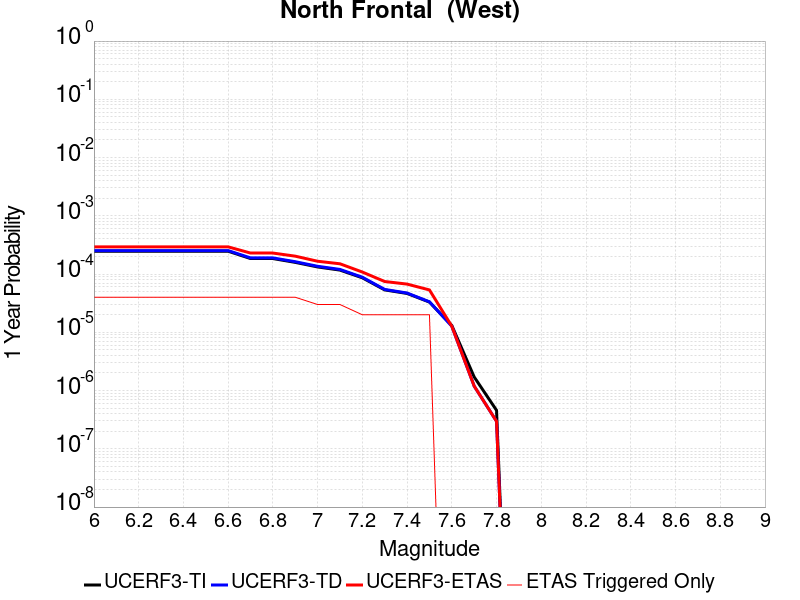 North Frontal  (West)
10^0
10^-1
10^-2
10^-3
10^-4
10^-5
10^-6
10^-7
10^-8
1 Year Probability
6 6.2 6.4 6.6 6.8 7 7.2 7.4 7.6 7.8 8 8.2 8.4 8.6 8.8 9
Magnitude
UCERF3-TI UCERF3-TD UCERF3-ETAS ETAS Triggered Only